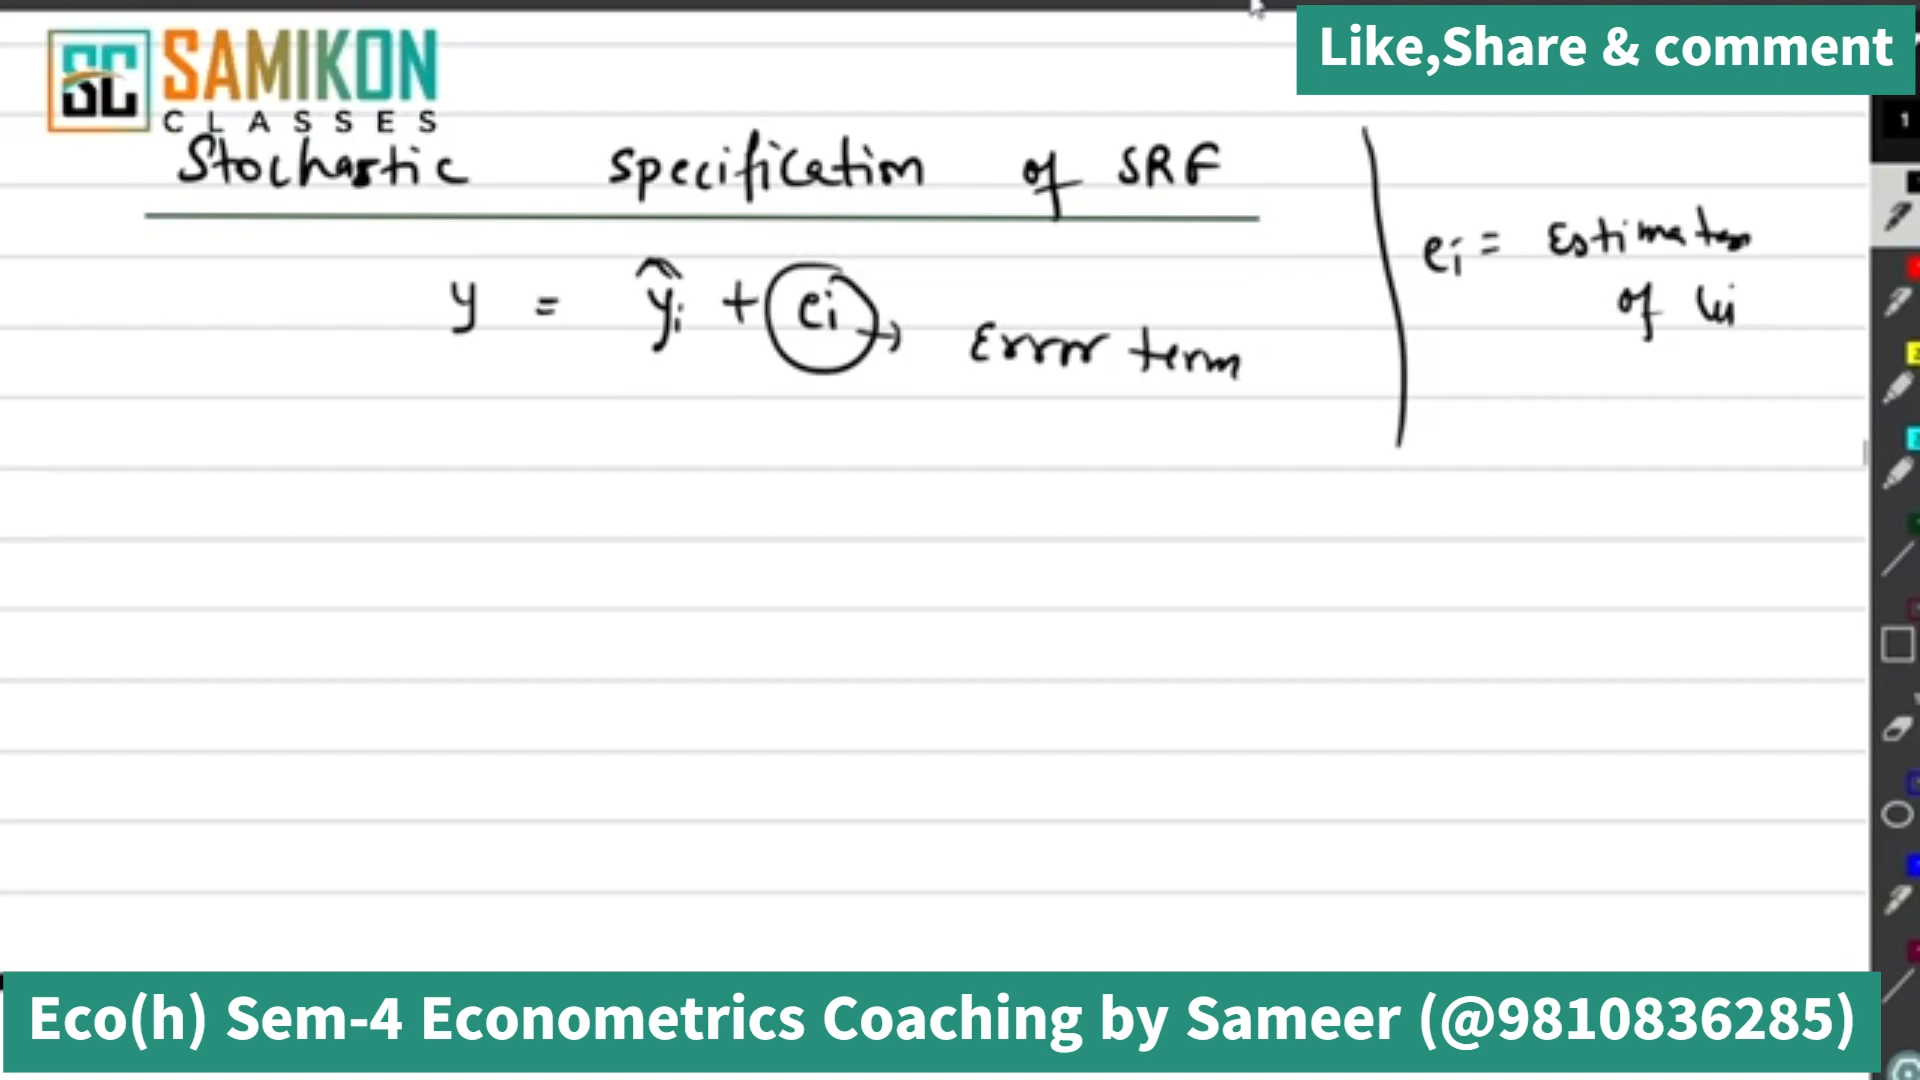 Like,Share & comment
SC SAMIKON
CLASSES
Stochastic specification of SRF
y = ŷi + ei → Error term
ei = Estimator
of ui
Eco(h) Sem-4 Econometrics Coaching by Sameer (@9810836285)